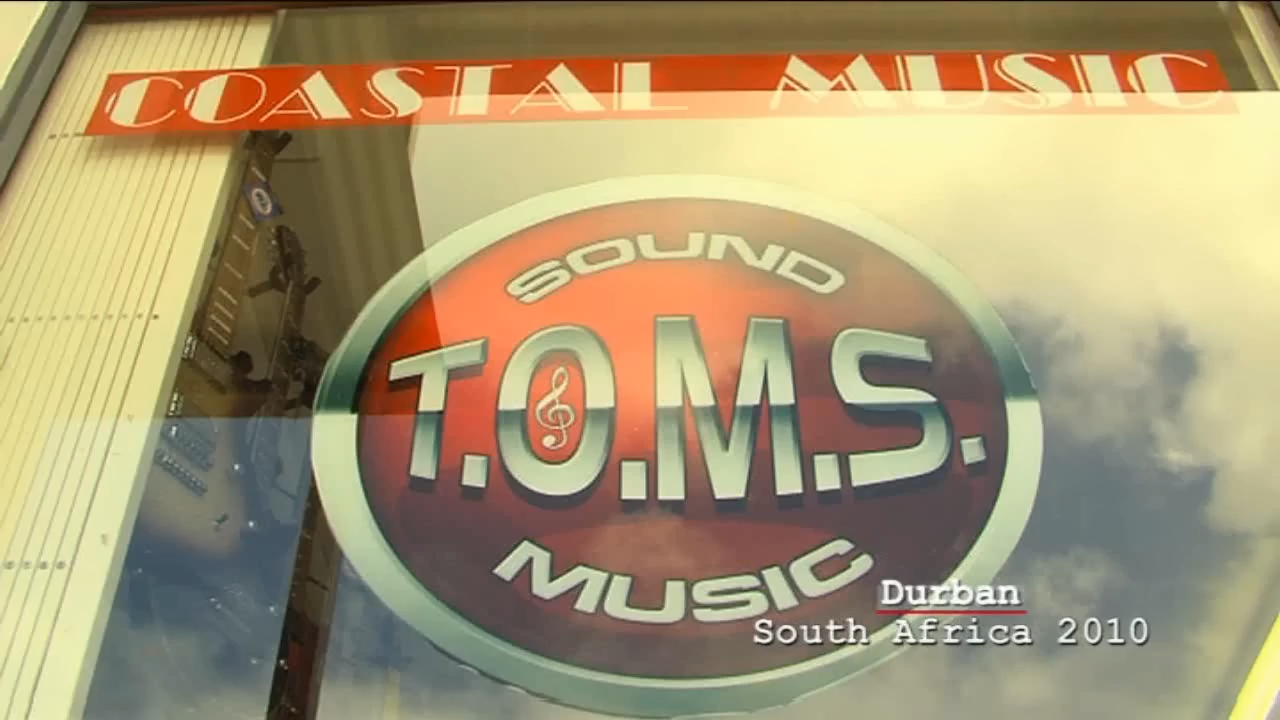 COASTAL MUSIC
SOUND
T.O.M.S.
MUSIC
Durban
South Africa 2010